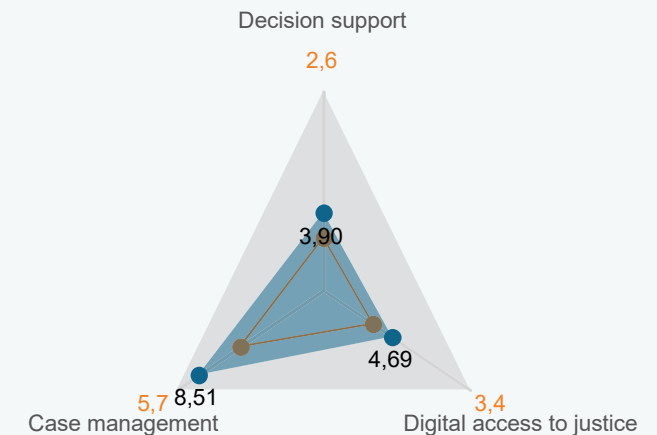 Decision support
2,6
3,90
4,69
5,7
8,51
3,4
Case management
Digital access to justice